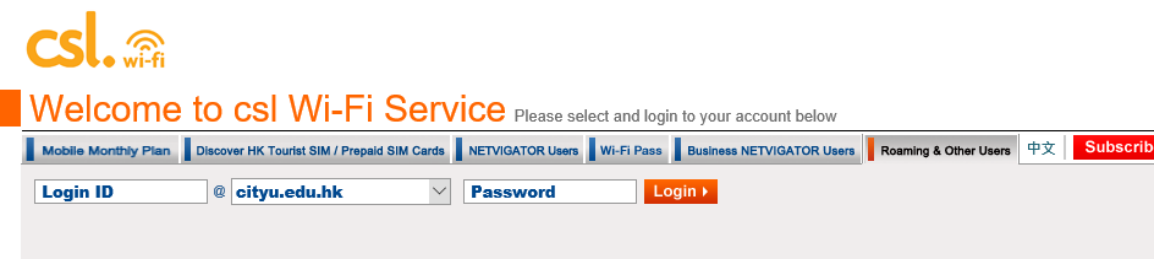 csl. wi-fi
Welcome to csl Wi-Fi Service Please select and login to your account below
Mobile Monthly Plan Discover HK Tourist SIM / Prepaid SIM Cards NETVIGATOR Users Wi-Fi Pass Business NETVIGATOR Users Roaming & Other Users 中文 Subscrib
Login ID @ cityu.edu.hk Password Login